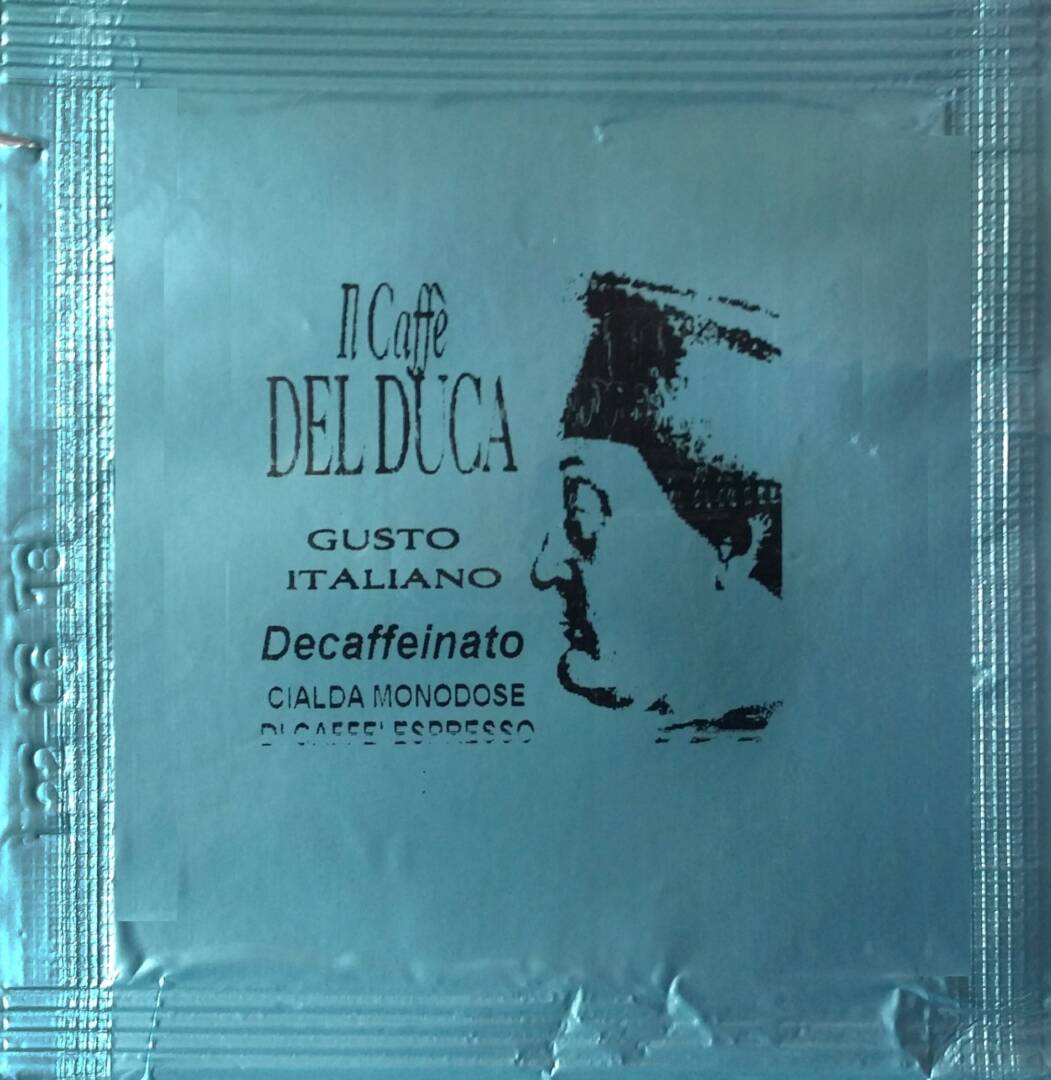 Il Caffè
DEL DUCA
GUSTO
ITALIANO
Decaffeinato
CIALDA MONODOSE
DI CAFFE' ESPRESSO